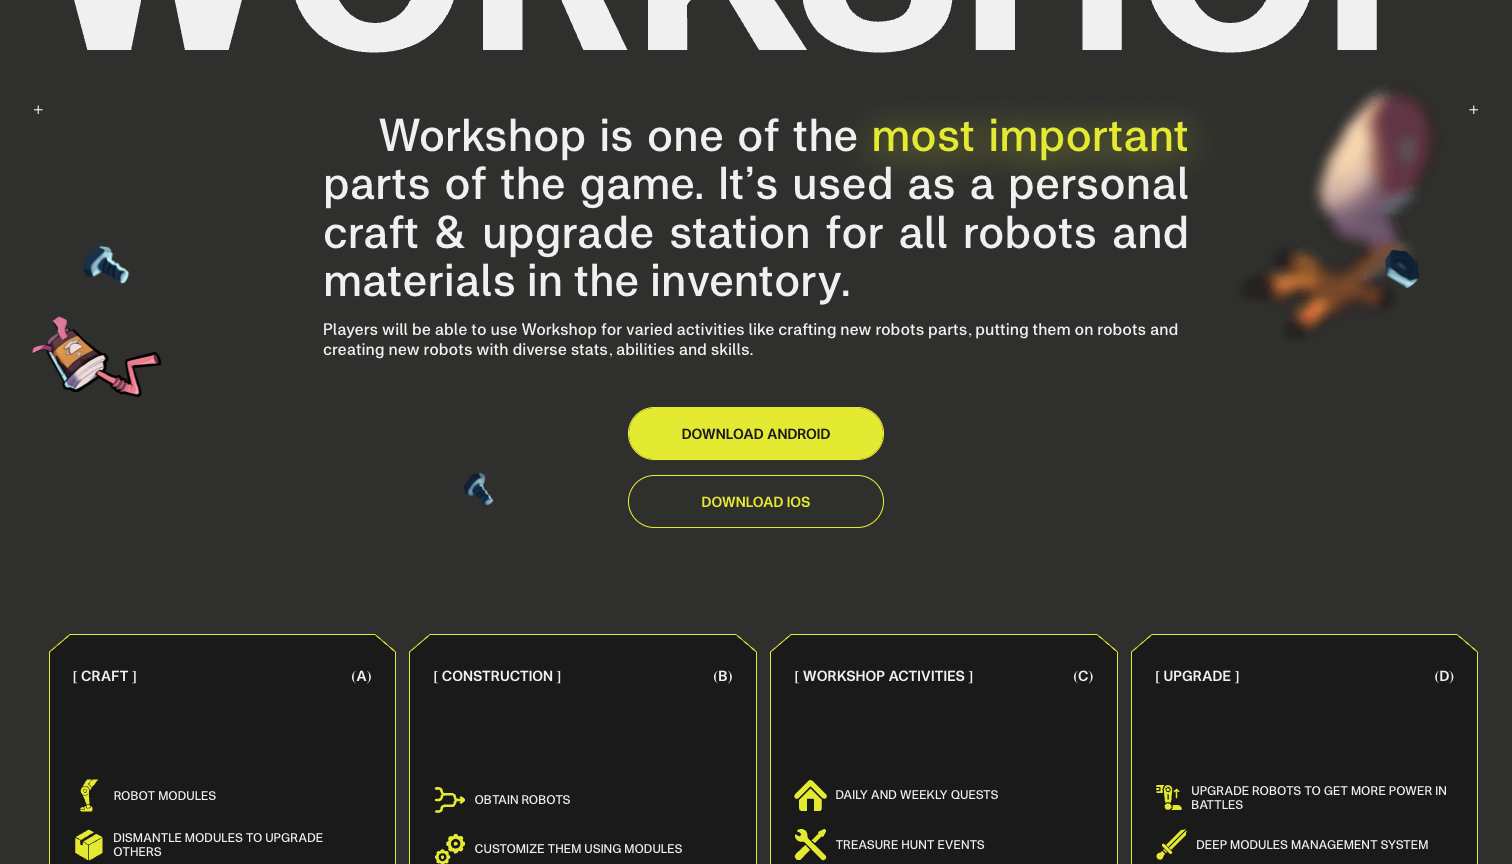 WORKSHOP
Workshop is one of the most important
parts of the game. It’s used as a personal
craft & upgrade station for all robots and
materials in the inventory.
Players will be able to use Workshop for varied activities like crafting new robots parts, putting them on robots and
creating new robots with diverse stats, abilities and skills.
DOWNLOAD ANDROID
DOWNLOAD IOS
[ CRAFT ] (A)
ROBOT MODULES
DISMANTLE MODULES TO UPGRADE
OTHERS
[ CONSTRUCTION ] (B)
OBTAIN ROBOTS
CUSTOMIZE THEM USING MODULES
[ WORKSHOP ACTIVITIES ] (C)
DAILY AND WEEKLY QUESTS
TREASURE HUNT EVENTS
[ UPGRADE ] (D)
UPGRADE ROBOTS TO GET MORE POWER IN
BATTLES
DEEP MODULES MANAGEMENT SYSTEM